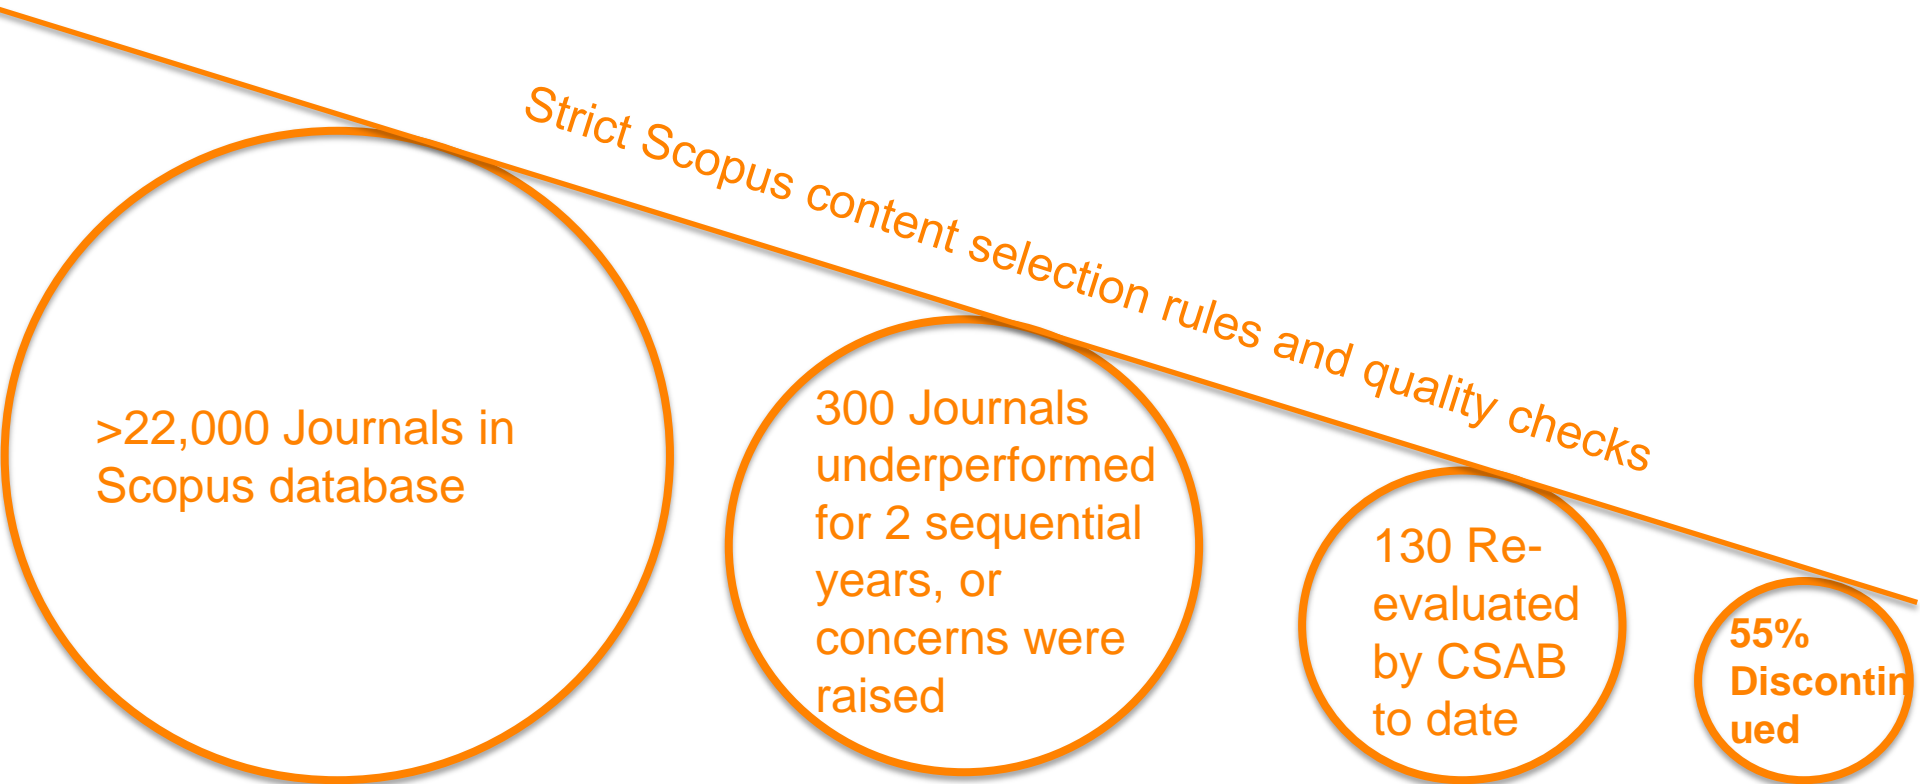 Strict Scopus content selection rules and quality checks
>22,000 Journals in
Scopus database
300 Journals
underperformed
for 2 sequential
years, or
concerns were
raised
130 Re-
evaluated
by CSAB
to date
55%
Discontin
ued